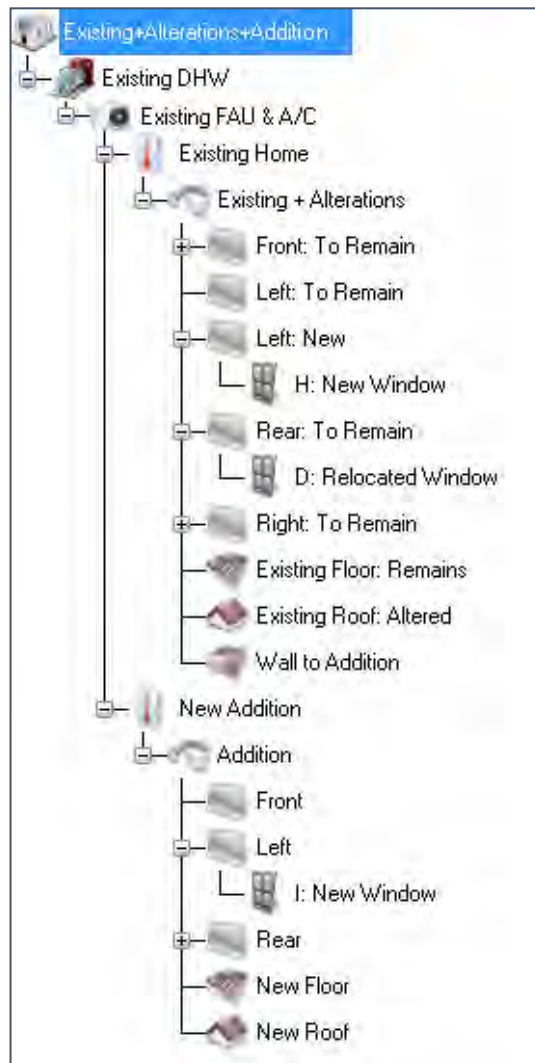 Existing+Alterations+Addition
Existing DHW
Existing FAU & A/C
Existing Home
Existing + Alterations
Front: To Remain
Left: To Remain
Left: New
H: New Window
Rear: To Remain
D: Relocated Window
Right: To Remain
Existing Floor: Remains
Existing Roof: Altered
Wall to Addition
New Addition
Addition
Front
Left
I: New Window
Rear
New Floor
New Roof